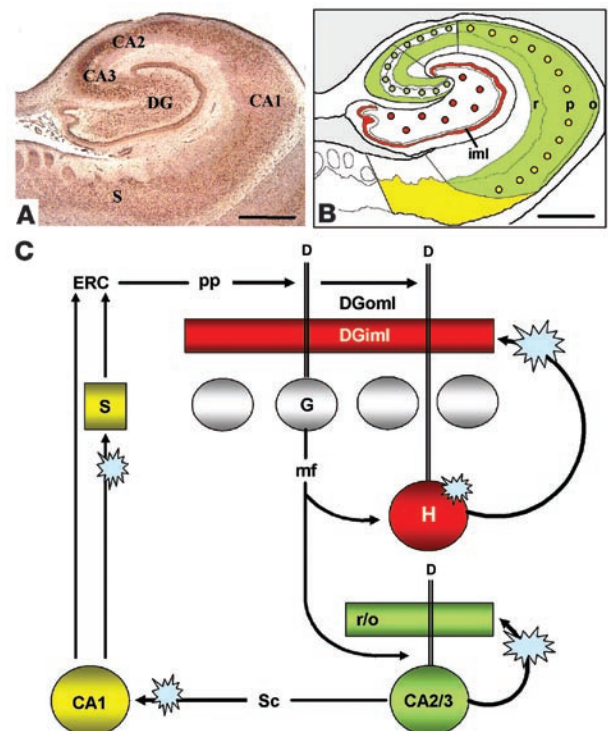 CA2
CA3
DG
CA1
S
A
r p o
iml
B
C
D D
ERC pp
DGoml
DGiml
S
G
mf
H
D
r/o
CA1 Sc CA2/3